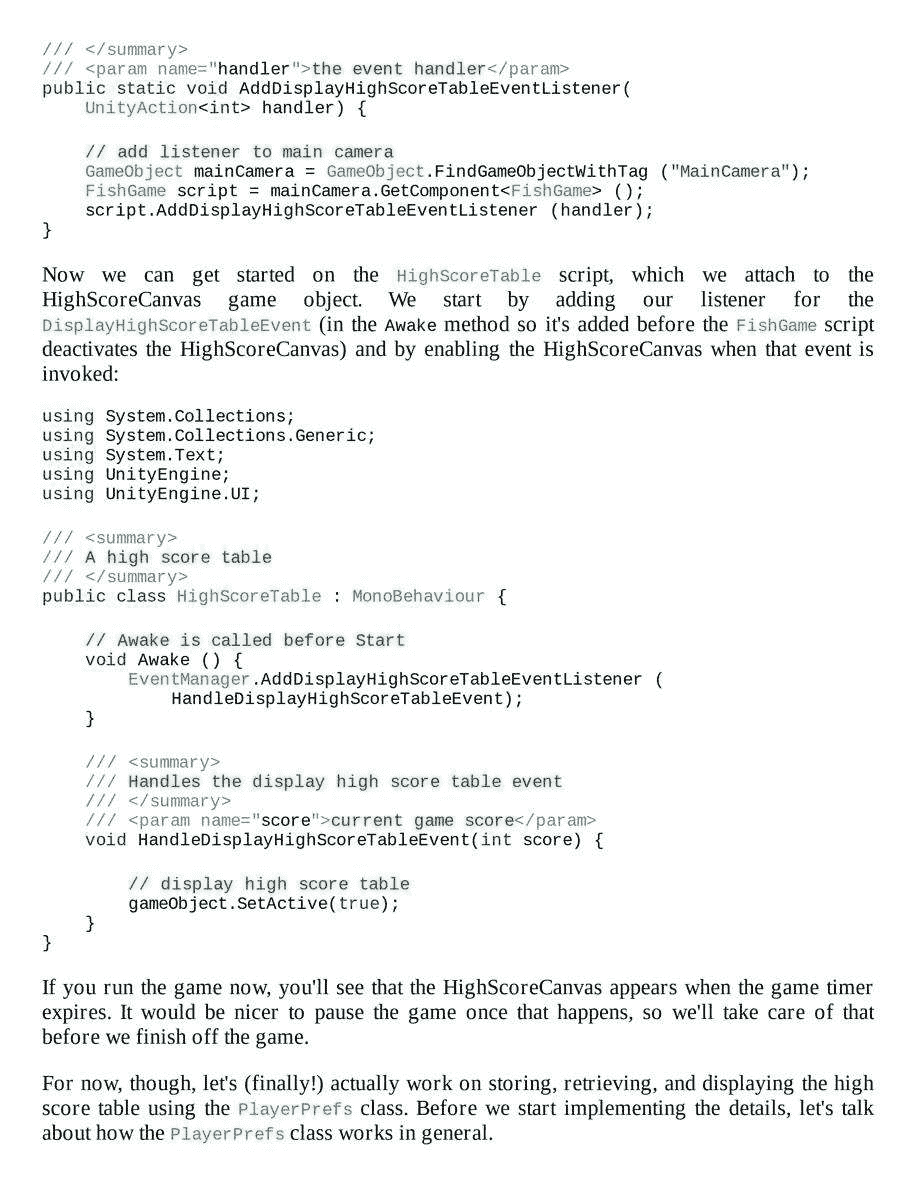 /// </summary>
/// <param name="handler">the event handler</param>
public static void AddDisplayHighScoreTableEventListener(
    UnityAction<int> handler) {

    // add listener to main camera
    GameObject mainCamera = GameObject.FindGameObjectWithTag ("MainCamera");
    FishGame script = mainCamera.GetComponent<FishGame> ();
    script.AddDisplayHighScoreTableEventListener (handler);
}

Now we can get started on the HighScoreTable script, which we attach to the
HighScoreCanvas game object. We start by adding our listener for the
DisplayHighScoreTableEvent (in the Awake method so it's added before the FishGame script
deactivates the HighScoreCanvas) and by enabling the HighScoreCanvas when that event is
invoked:

using System.Collections;
using System.Collections.Generic;
using System.Text;
using UnityEngine;
using UnityEngine.UI;

/// <summary>
/// A high score table
/// </summary>
public class HighScoreTable : MonoBehaviour {

    // Awake is called before Start
    void Awake () {
        EventManager.AddDisplayHighScoreTableEventListener (
            HandleDisplayHighScoreTableEvent);
    }

    /// <summary>
    /// Handles the display high score table event
    /// </summary>
    /// <param name="score">current game score</param>
    void HandleDisplayHighScoreTableEvent(int score) {

        // display high score table
        gameObject.SetActive(true);
    }
}

If you run the game now, you'll see that the HighScoreCanvas appears when the game timer
expires. It would be nicer to pause the game once that happens, so we'll take care of that
before we finish off the game.

For now, though, let's (finally!) actually work on storing, retrieving, and displaying the high
score table using the PlayerPrefs class. Before we start implementing the details, let's talk
about how the PlayerPrefs class works in general.